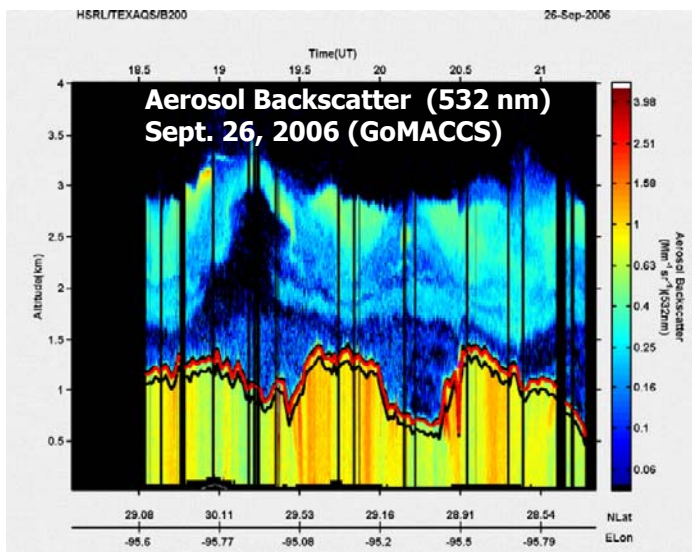 HSRL/TEXAQS/B200 26-Sep-2006
Time(UT)
18.5 19 19.5 20 20.5 21
Aerosol Backscatter (532 nm)
Sept. 26, 2006 (GoMACCS)
4
3.5
3
2.5
2
1.5
1
0.5
Altitude(km)
3.98
2.51
1.58
1
0.63
0.4
0.25
0.16
0.1
0.06
Aerosol Backscatter
(Mm⁻¹sr⁻¹)(532nm)
29.08 30.11 29.53 29.16 28.91 28.54 NLat
-95.6 -95.77 -95.08 -95.2 -95.5 -95.79 ELon